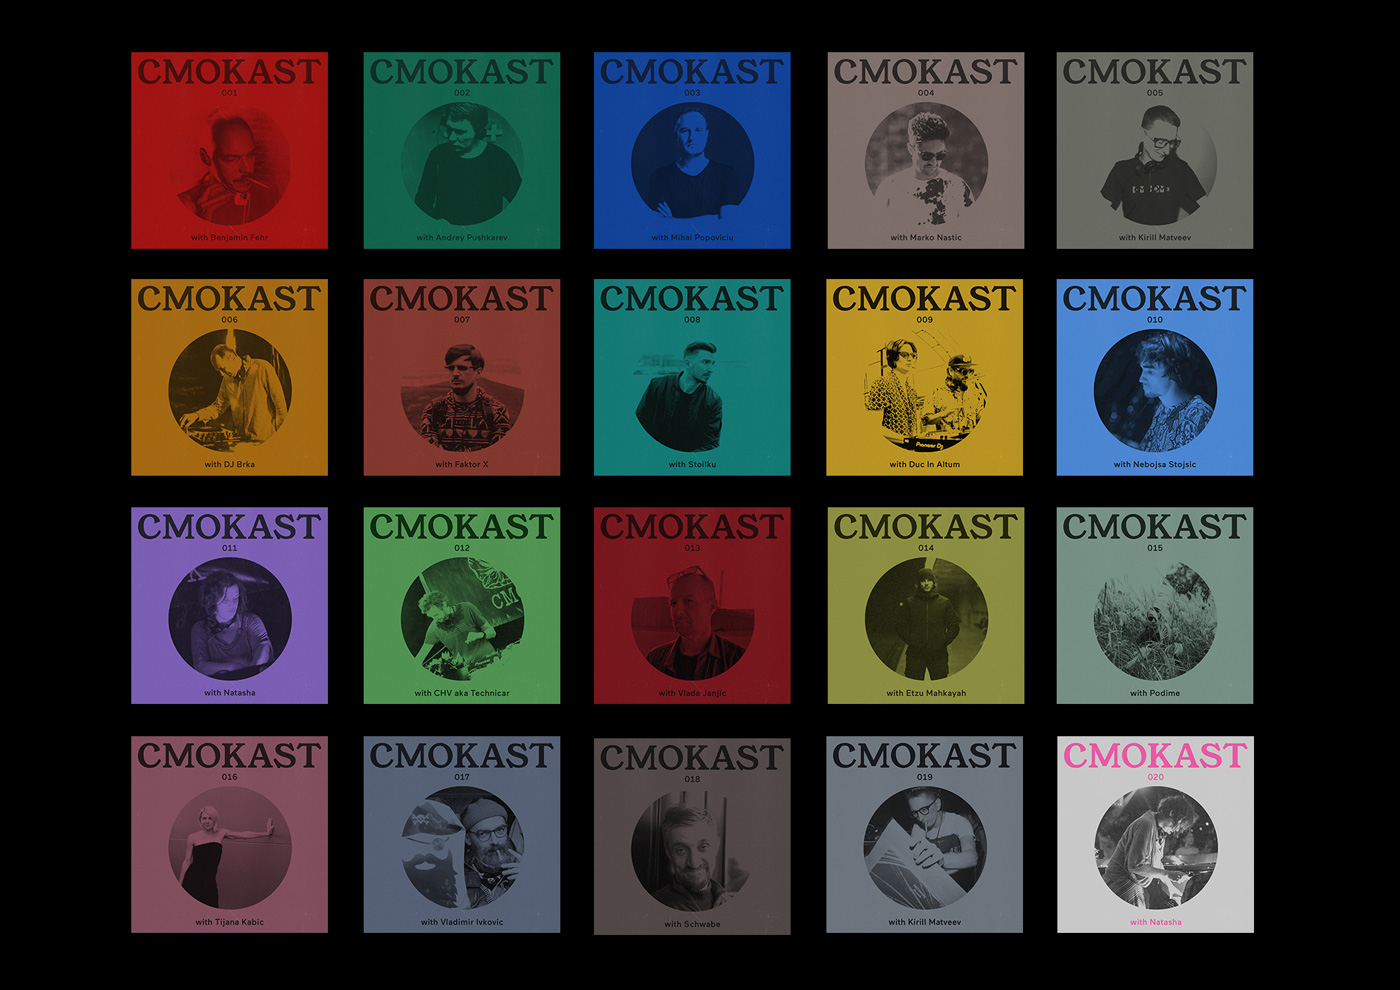 CMOKAST
001
with Benjamin Fehr
CMOKAST
002
with Andrey Pushkarev
CMOKAST
003
with Mihai Popoviciu
CMOKAST
004
with Marko Nastic
CMOKAST
005
with Kirill Matveev
CMOKAST
006
with DJ Brka
CMOKAST
007
with Faktor X
CMOKAST
008
with Stoilku
CMOKAST
009
Pioneer Dj
with Duc In Altum
CMOKAST
010
with Nebojsa Stojsic
CMOKAST
011
with Natasha
CMOKAST
012
CM
with CHV aka Technicar
CMOKAST
013
with Vlada Janjic
CMOKAST
014
with Etzu Mahkayah
CMOKAST
015
with Podime
CMOKAST
016
with Tijana Kabic
CMOKAST
017
with Vladimir Ivkovic
CMOKAST
018
with Schwabe
CMOKAST
019
with Kirill Matveev
CMOKAST
020
with Natasha